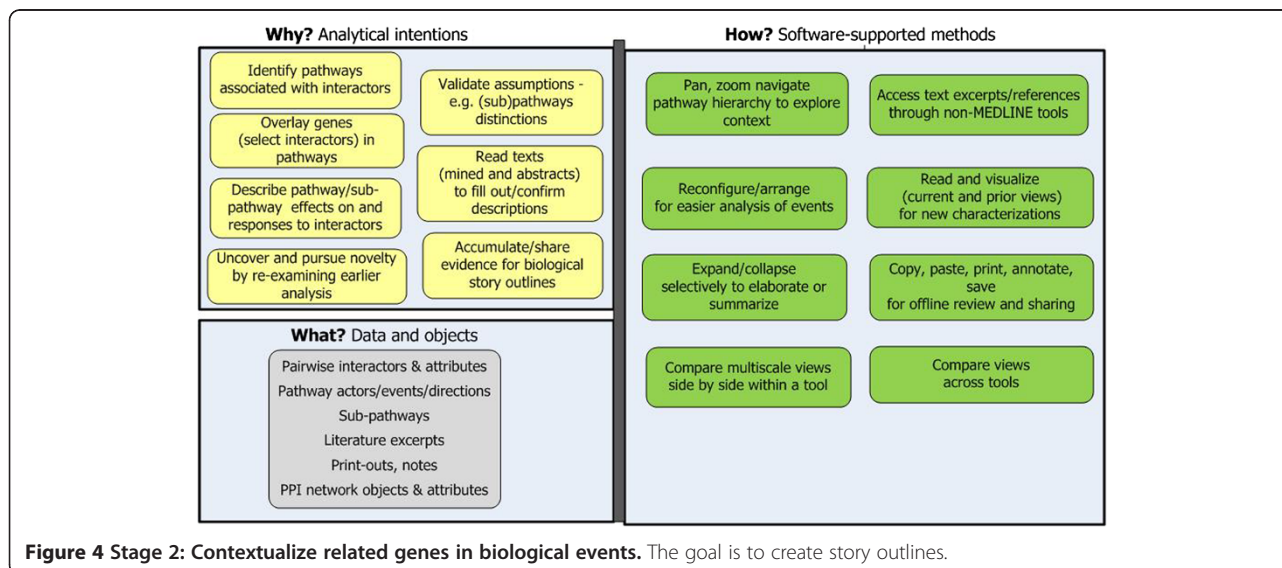 Why? Analytical intentions
Identify pathways
associated with interactors
Overlay genes
(select interactors) in
pathways
Describe pathway/sub-
pathway effects on and
responses to interactors
Uncover and pursue novelty
by re-examining earlier
analysis
Validate assumptions -
e.g. (sub)pathways
distinctions
Read texts
(mined and abstracts)
to fill out/confirm
descriptions
Accumulate/share
evidence for biological
story outlines
What? Data and objects
Pairwise interactors & attributes
Pathway actors/events/directions
Sub-pathways
Literature excerpts
Print-outs, notes
PPI network objects & attributes
How? Software-supported methods
Pan, zoom navigate
pathway hierarchy to explore
context
Reconfigure/arrange
for easier analysis of events
Expand/collapse
selectively to elaborate or
summarize
Compare multiscale views
side by side within a tool
Access text excerpts/references
through non-MEDLINE tools
Read and visualize
(current and prior views)
for new characterizations
Copy, paste, print, annotate,
save
for offline review and sharing
Compare views
across tools
Figure 4 Stage 2: Contextualize related genes in biological events. The goal is to create story outlines.